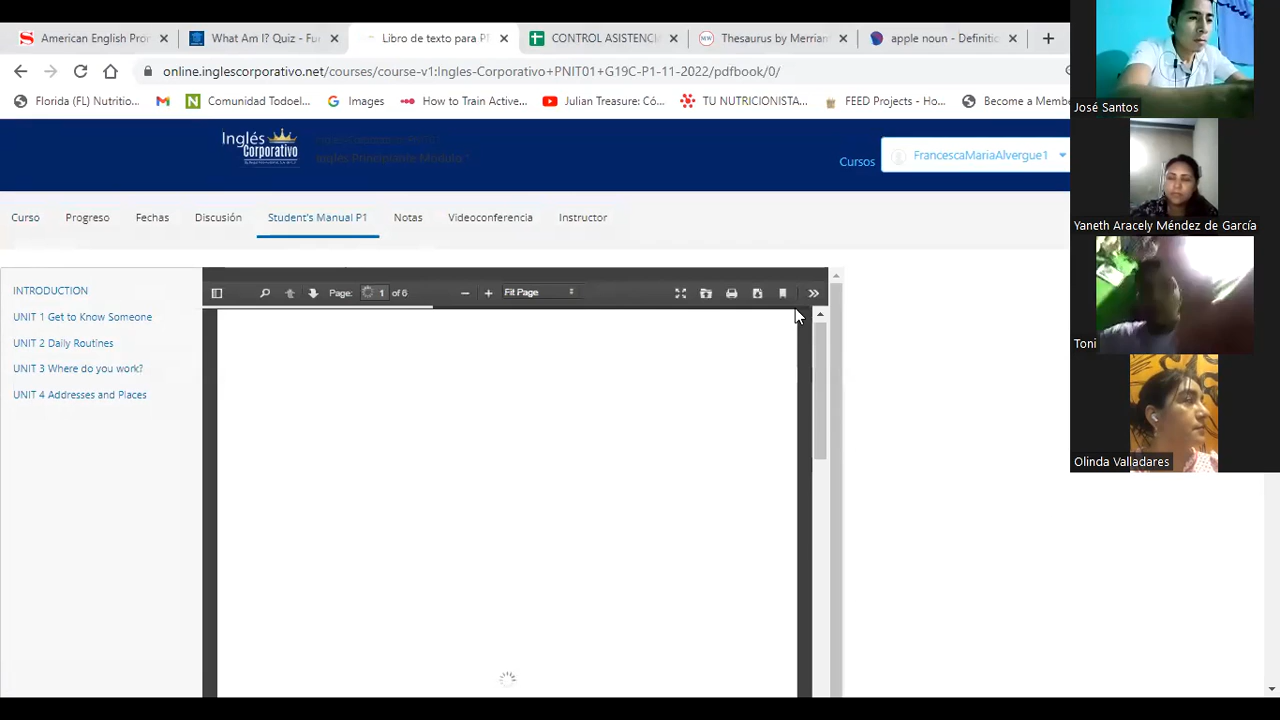 American English Pron
What Am I? Quiz - Fu
Libro de texto para P
CONTROL ASISTENCI
Thesaurus by Merriam
apple noun - Definitio
online.inglescorporativo.net/courses/course-v1:Ingles-Corporativo+PNIT01+G19C-P1-11-2022/pdfbook/0/
Florida (FL) Nutritio...
Comunidad Todoel...
Images
How to Train Active...
Julian Treasure: Có...
TU NUTRICIONISTA...
FEED Projects - Ho...
Become a Membe
Inglés
Corporativo
Inglés Principiante Módulo
Cursos
FrancescaMariaAlvergue1
Curso
Progreso
Fechas
Discusión
Student's Manual P1
Notas
Videoconferencia
Instructor
INTRODUCTION
UNIT 1 Get to Know Someone
UNIT 2 Daily Routines
UNIT 3 Where do you work?
UNIT 4 Addresses and Places
Page: 1 of 6
Fit Page
José Santos
Yaneth Aracely Méndez de García
Toni
Olinda Valladares